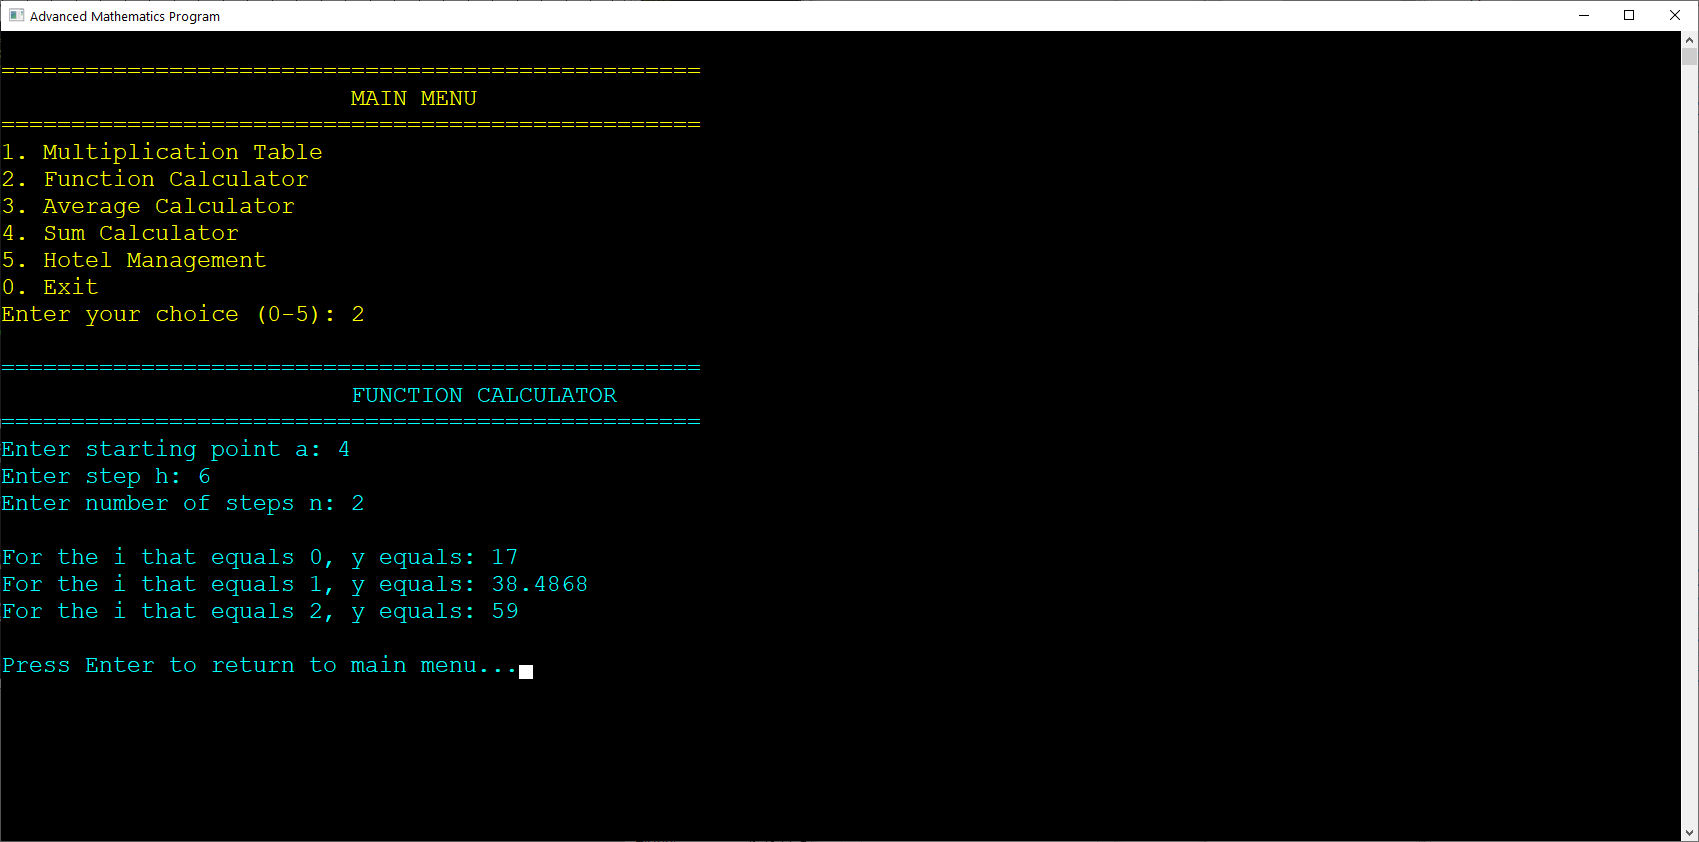 Advanced Mathematics Program
==================================================
MAIN MENU
==================================================
1. Multiplication Table
2. Function Calculator
3. Average Calculator
4. Sum Calculator
5. Hotel Management
0. Exit
Enter your choice (0-5): 2
==================================================
FUNCTION CALCULATOR
==================================================
Enter starting point a: 4
Enter step h: 6
Enter number of steps n: 2
For the i that equals 0, y equals: 17
For the i that equals 1, y equals: 38.4868
For the i that equals 2, y equals: 59
Press Enter to return to main menu...